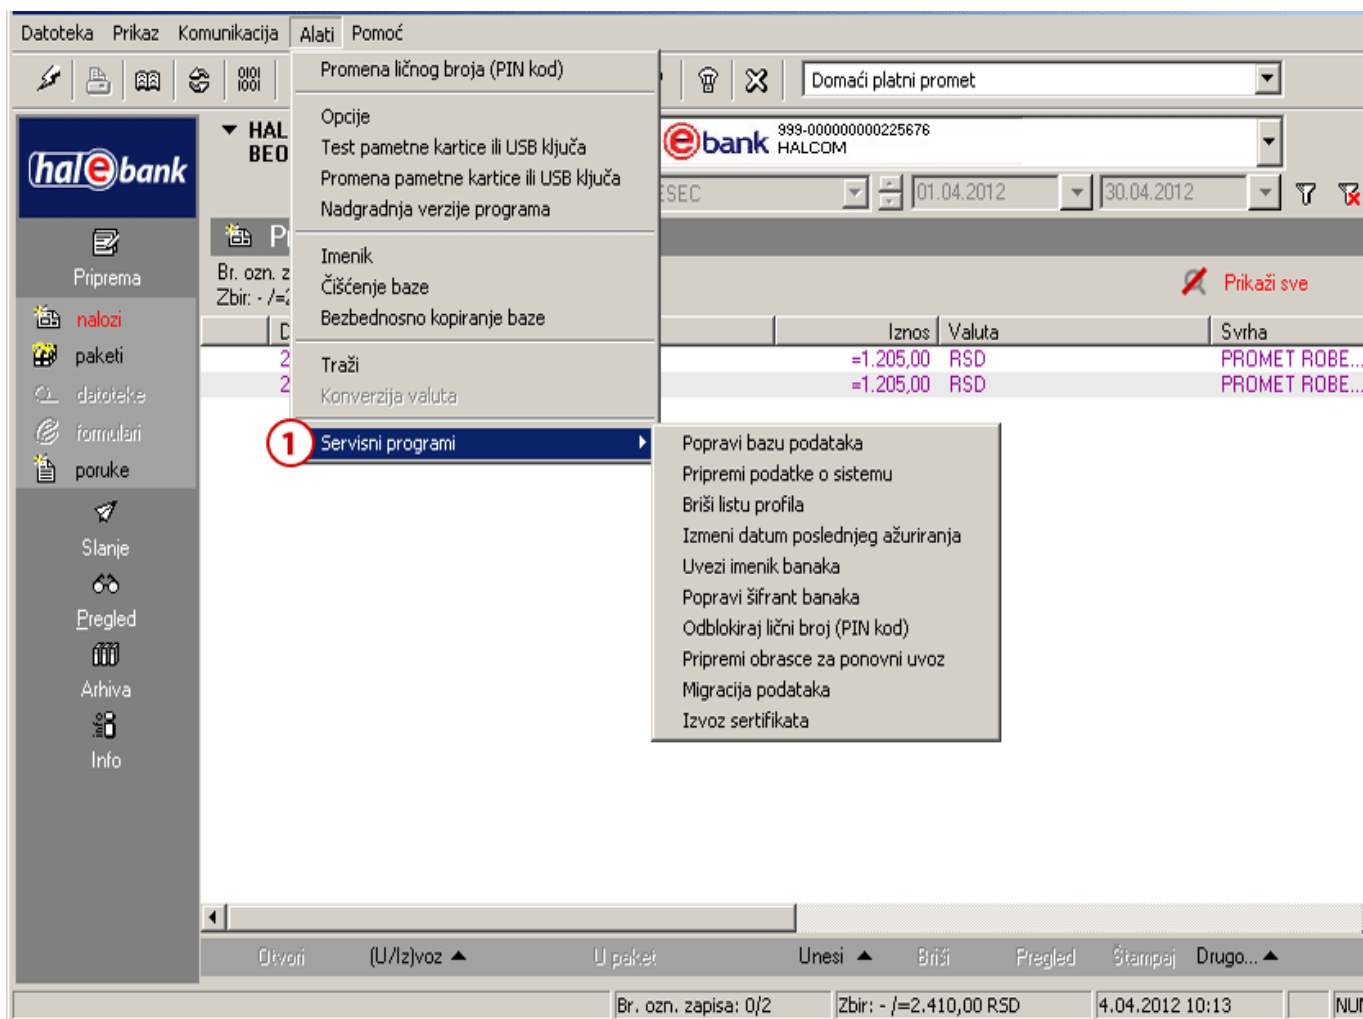 Datoteka Prikaz Komunikacija Alati Pomoć
Promena ličnog broja (PIN kod)
Opcije
Test pametne kartice ili USB ključa
Promena pametne kartice ili USB ključa
Nadgradnja verzije programa
Imenik
Čišćenje baze
Bezbednosno kopiranje baze
Traži
Konverzija valuta
1 Servisni programi
Popravi bazu podataka
Pripremi podatke o sistemu
Briši listu profila
Izmeni datum poslednjeg ažuriranja
Uvezi imenik banaka
Popravi šifrant banaka
Odblokiraj lični broj (PIN kod)
Pripremi obrasce za ponovni uvoz
Migracija podataka
Izvoz sertifikata
0101
1001
Domaći platni promet
hal e bank
HAL
BEO
ebank 999-000000000225676
HALCOM
01.04.2012 30.04.2012
Br. ozn. z
Zbir: - /=2
Prikaži sve
Iznos Valuta Svrha
=1.205,00 RSD PROMET ROBE...
=1.205,00 RSD PROMET ROBE...
Priprema
nalozi
paketi
datoteke
formulari
poruke
Slanje
Pregled
Arhiva
Info
Otvori (U/Iz)voz U paket Unesi Briši Pregled Štampaj Drugo...
Br. ozn. zapisa: 0/2 Zbir: - /=2.410,00 RSD 4.04.2012 10:13 NUM